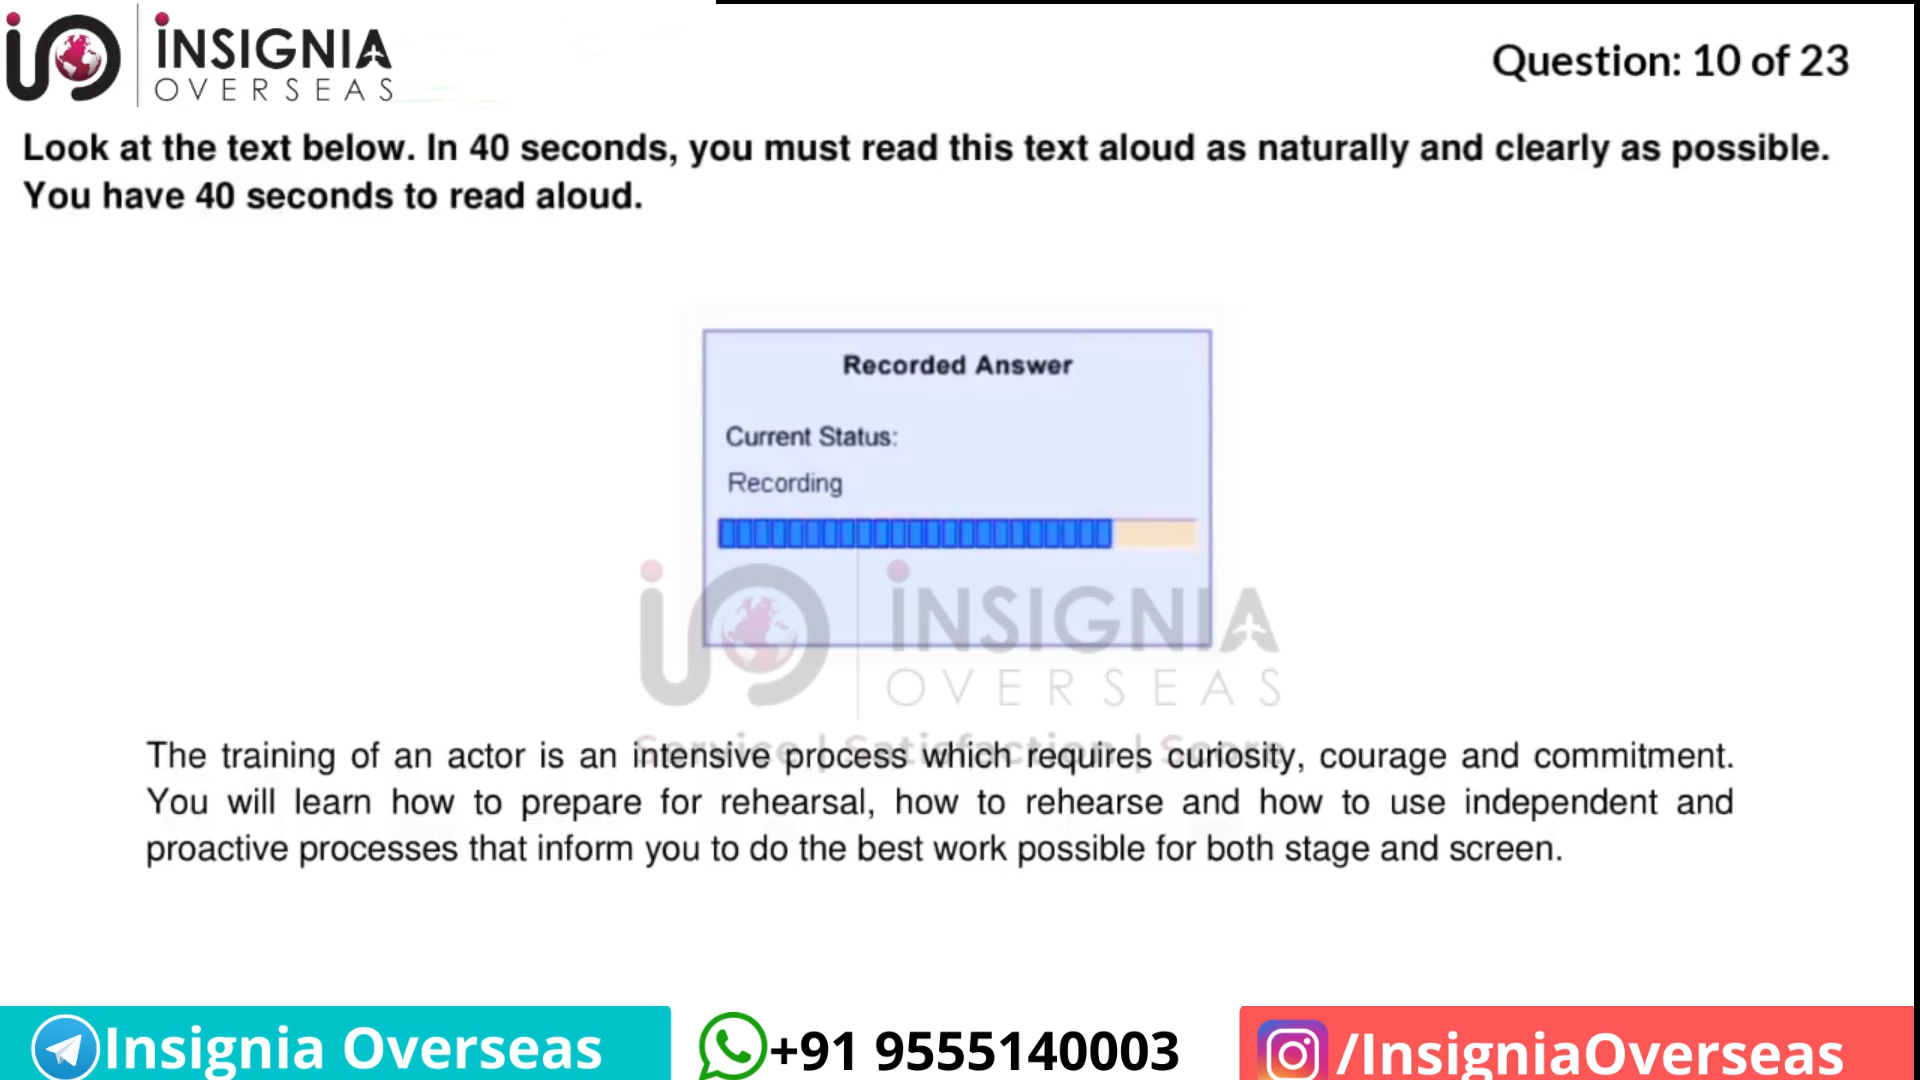 INSIGNIA
OVERSEAS
Question: 10 of 23
Look at the text below. In 40 seconds, you must read this text aloud as naturally and clearly as possible.
You have 40 seconds to read aloud.
Recorded Answer
Current Status:
Recording
INSIGNIA
OVERSEAS
Service | Satisfaction | Score
The training of an actor is an intensive process which requires curiosity, courage and commitment.
You will learn how to prepare for rehearsal, how to rehearse and how to use independent and
proactive processes that inform you to do the best work possible for both stage and screen.
Insignia Overseas
+91 9555140003
/InsigniaOverseas